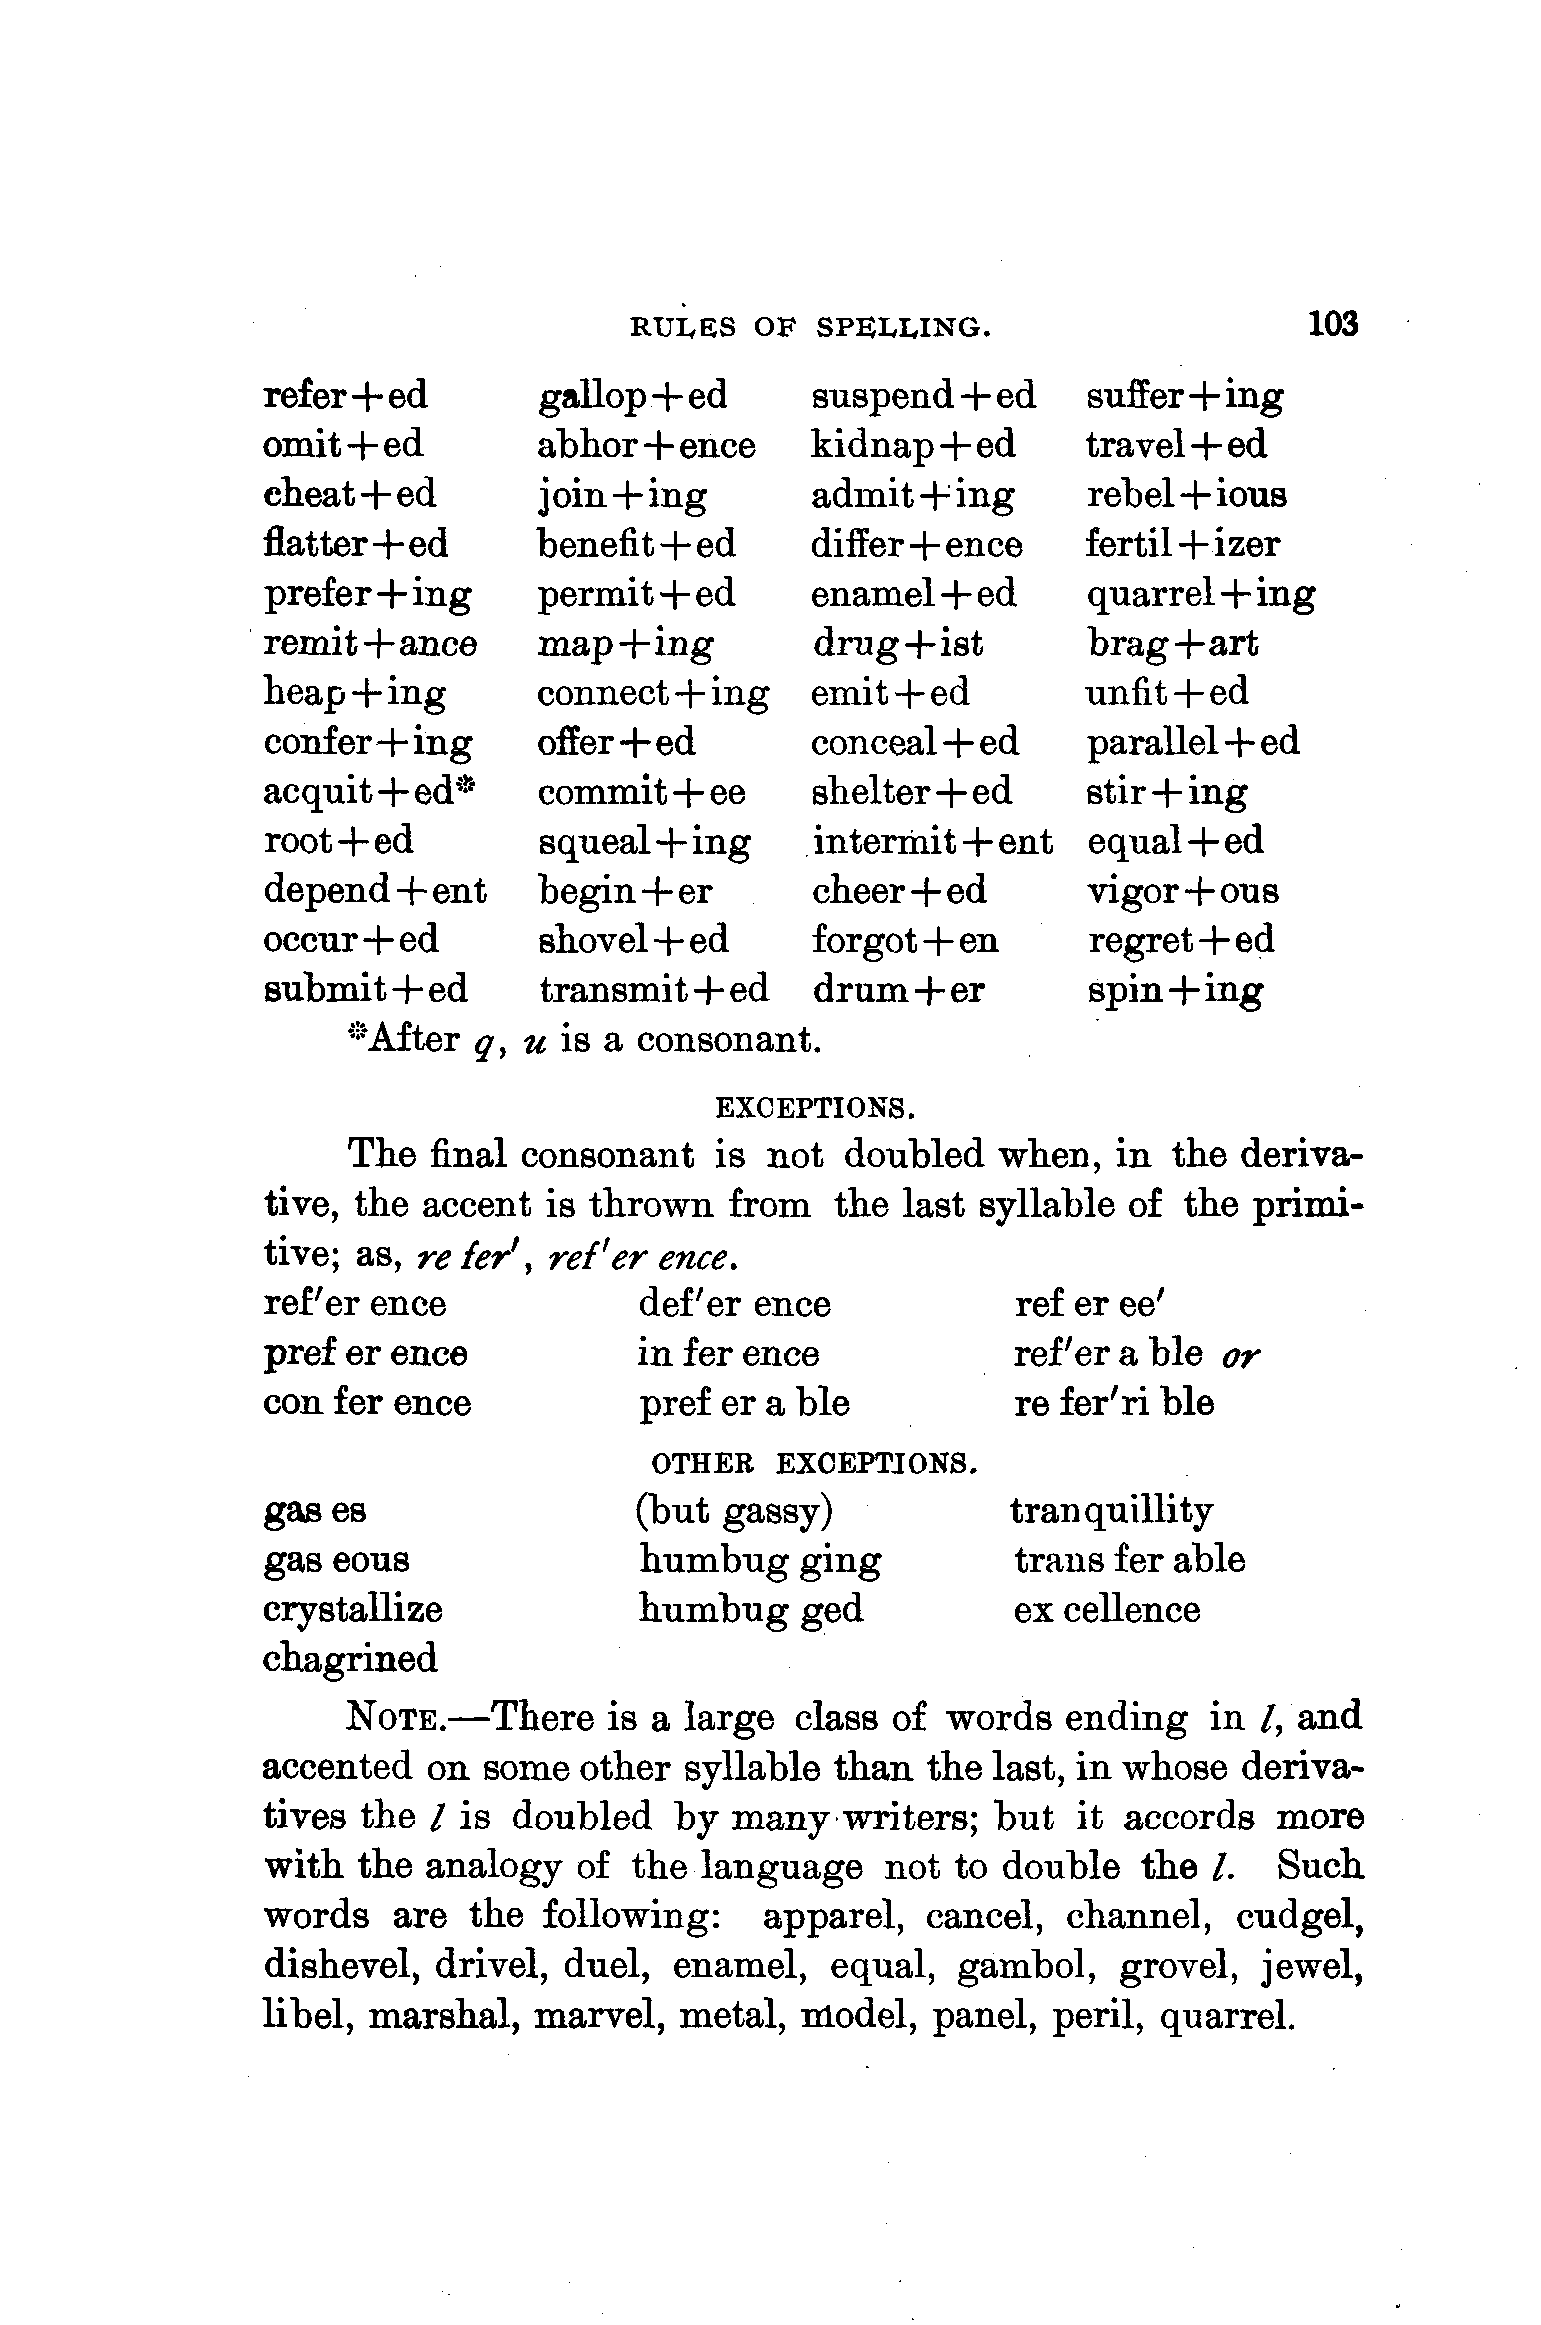 RULES OF SPELLING. 103
refer+ed gallop+ed suspend+ed suffer+ing
omit+ed abhor+ence kidnap+ed travel+ed
cheat+ed join+ing admit+ing rebel+ious
flatter+ed benefit+ed differ+ence fertil+izer
prefer+ing permit+ed enamel+ed quarrel+ing
remit+ance map+ing drug+ist brag+art
heap+ing connect+ing emit+ed unfit+ed
confer+ing offer+ed conceal+ed parallel+ed
acquit+ed* commit+ee shelter+ed stir+ing
root+ed squeal+ing intermit+ent equal+ed
depend+ent begin+er cheer+ed vigor+ous
occur+ed shovel+ed forgot+en regret+ed
submit+ed transmit+ed drum+er spin+ing
*After q, u is a consonant.
EXCEPTIONS.
The final consonant is not doubled when, in the deriva-
tive, the accent is thrown from the last syllable of the primi-
tive; as, re fer', ref'er ence.
ref'er ence def'er ence ref er ee'
pref er ence in fer ence ref'er a ble or
con fer ence pref er a ble re fer'ri ble
OTHER EXCEPTIONS.
gas es (but gassy) tranquillity
gas eous humbug ging trans fer able
crystallize humbug ged ex cellence
chagrined
NOTE.—There is a large class of words ending in l, and
accented on some other syllable than the last, in whose deriva-
tives the l is doubled by many writers; but it accords more
with the analogy of the language not to double the l. Such
words are the following: apparel, cancel, channel, cudgel,
dishevel, drivel, duel, enamel, equal, gambol, grovel, jewel,
libel, marshal, marvel, metal, model, panel, peril, quarrel.